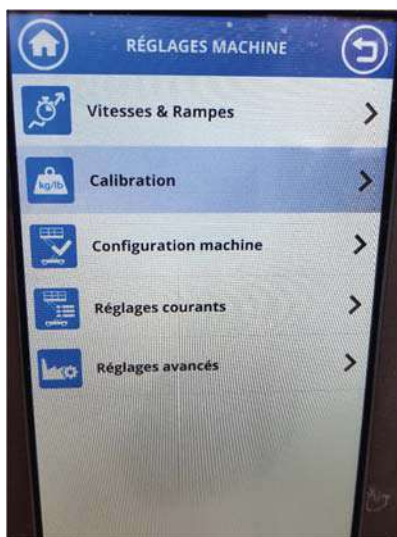 RÉGLAGES MACHINE
Vitesses & Rampes
kg/lb
Calibration
Configuration machine
Réglages courants
Réglages avancés